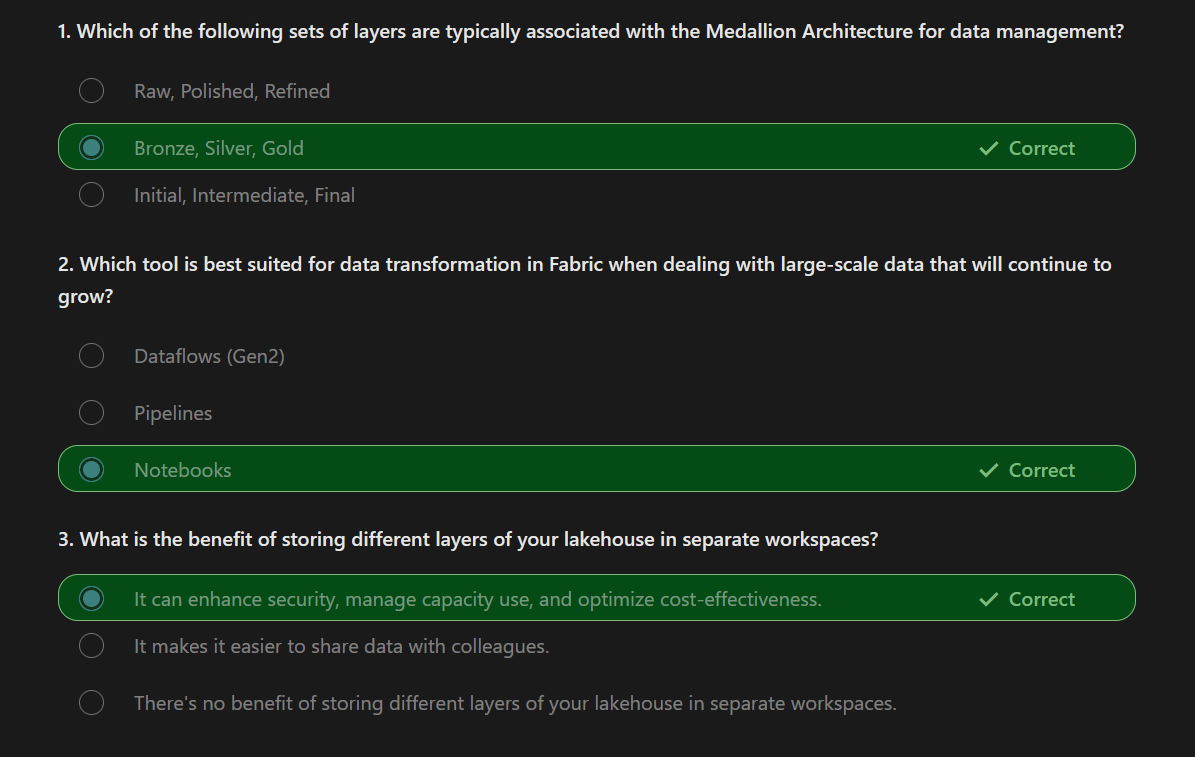 1. Which of the following sets of layers are typically associated with the Medallion Architecture for data management?
Raw, Polished, Refined
Bronze, Silver, Gold
Correct
Initial, Intermediate, Final
2. Which tool is best suited for data transformation in Fabric when dealing with large-scale data that will continue to
grow?
Dataflows (Gen2)
Pipelines
Notebooks
Correct
3. What is the benefit of storing different layers of your lakehouse in separate workspaces?
It can enhance security, manage capacity use, and optimize cost-effectiveness.
Correct
It makes it easier to share data with colleagues.
There's no benefit of storing different layers of your lakehouse in separate workspaces.